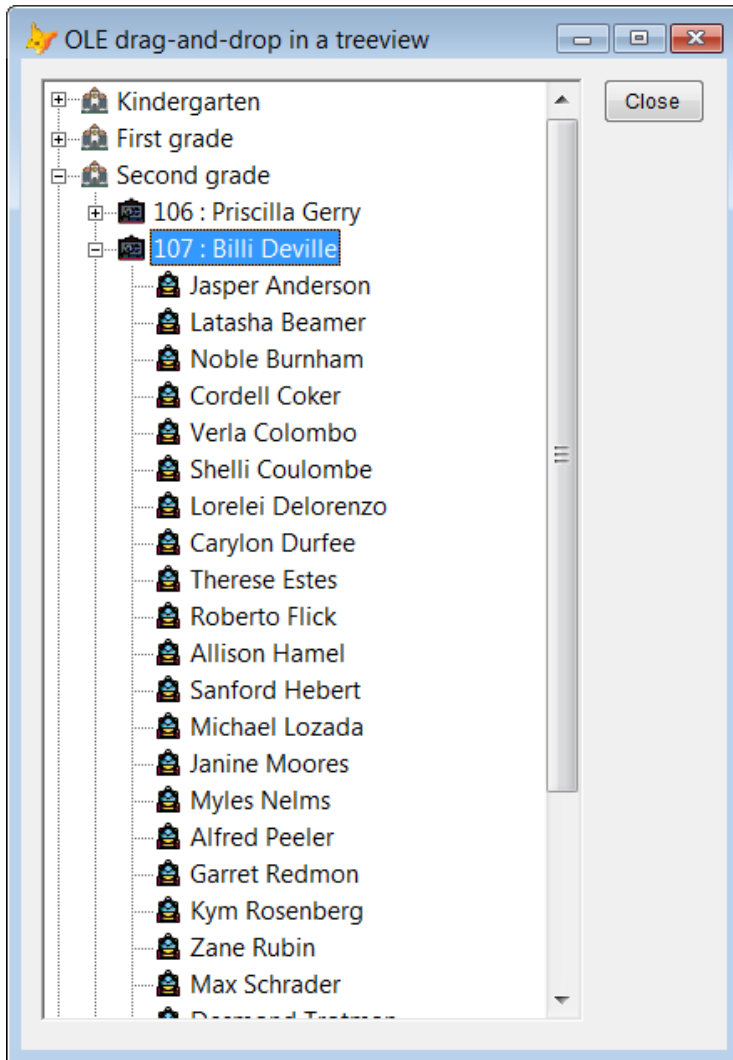 OLE drag-and-drop in a treeview
Close
Kindergarten
First grade
Second grade
106 : Priscilla Gerry
107 : Billi Deville
Jasper Anderson
Latasha Beamer
Noble Burnham
Cordell Coker
Verla Colombo
Shelli Coulombe
Lorelei Delorenzo
Carylon Durfee
Therese Estes
Roberto Flick
Allison Hamel
Sanford Hebert
Michael Lozada
Janine Moores
Myles Nelms
Alfred Peeler
Garret Redmon
Kym Rosenberg
Zane Rubin
Max Schrader